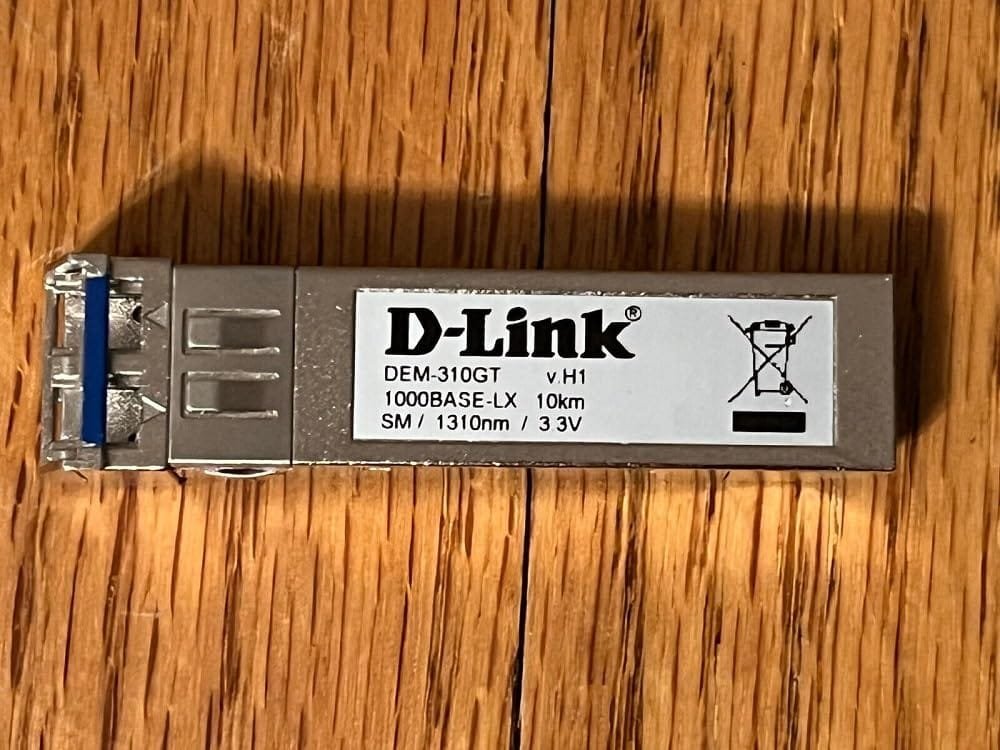 D-Link®
DEM-310GT v.H1
1000BASE-LX 10km
SM / 1310nm / 3.3V